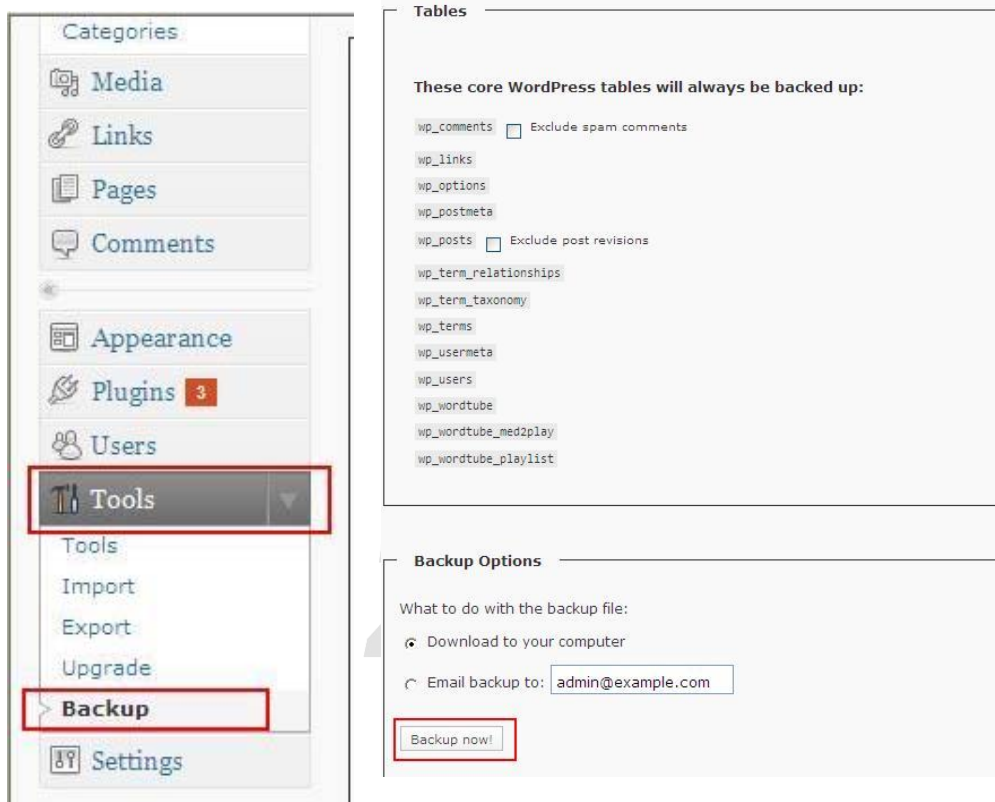 Categories
Media
Links
Pages
Comments
Appearance
Plugins 3
Users
Tools
Tools
Import
Export
Upgrade
Backup
Settings
Tables
These core WordPress tables will always be backed up:
wp_comments Exclude spam comments
wp_links
wp_options
wp_postmeta
wp_posts Exclude post revisions
wp_term_relationships
wp_term_taxonomy
wp_terms
wp_usermeta
wp_users
wp_wordtube
wp_wordtube_med2play
wp_wordtube_playlist
Backup Options
What to do with the backup file:
Download to your computer
Email backup to: admin@example.com
Backup now!